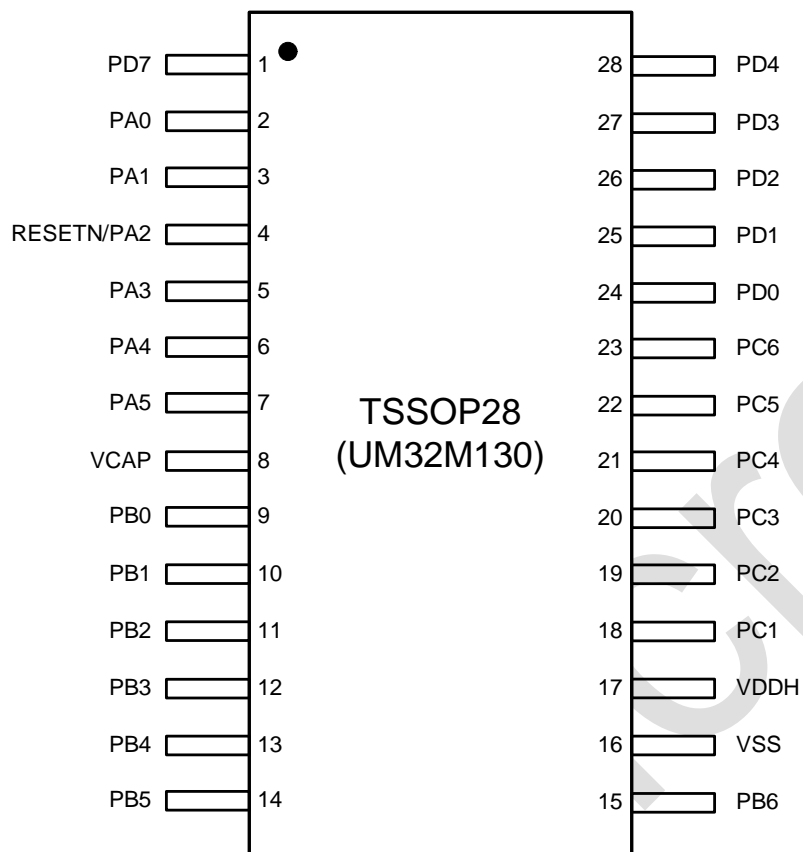 PD7 1 28 PD4
PA0 2 27 PD3
PA1 3 26 PD2
RESETN/PA2 4 25 PD1
PA3 5 24 PD0
PA4 6 23 PC6
PA5 7 22 PC5
TSSOP28
(UM32M130)
VCAP 8 21 PC4
PB0 9 20 PC3
PB1 10 19 PC2
PB2 11 18 PC1
PB3 12 17 VDDH
PB4 13 16 VSS
PB5 14 15 PB6